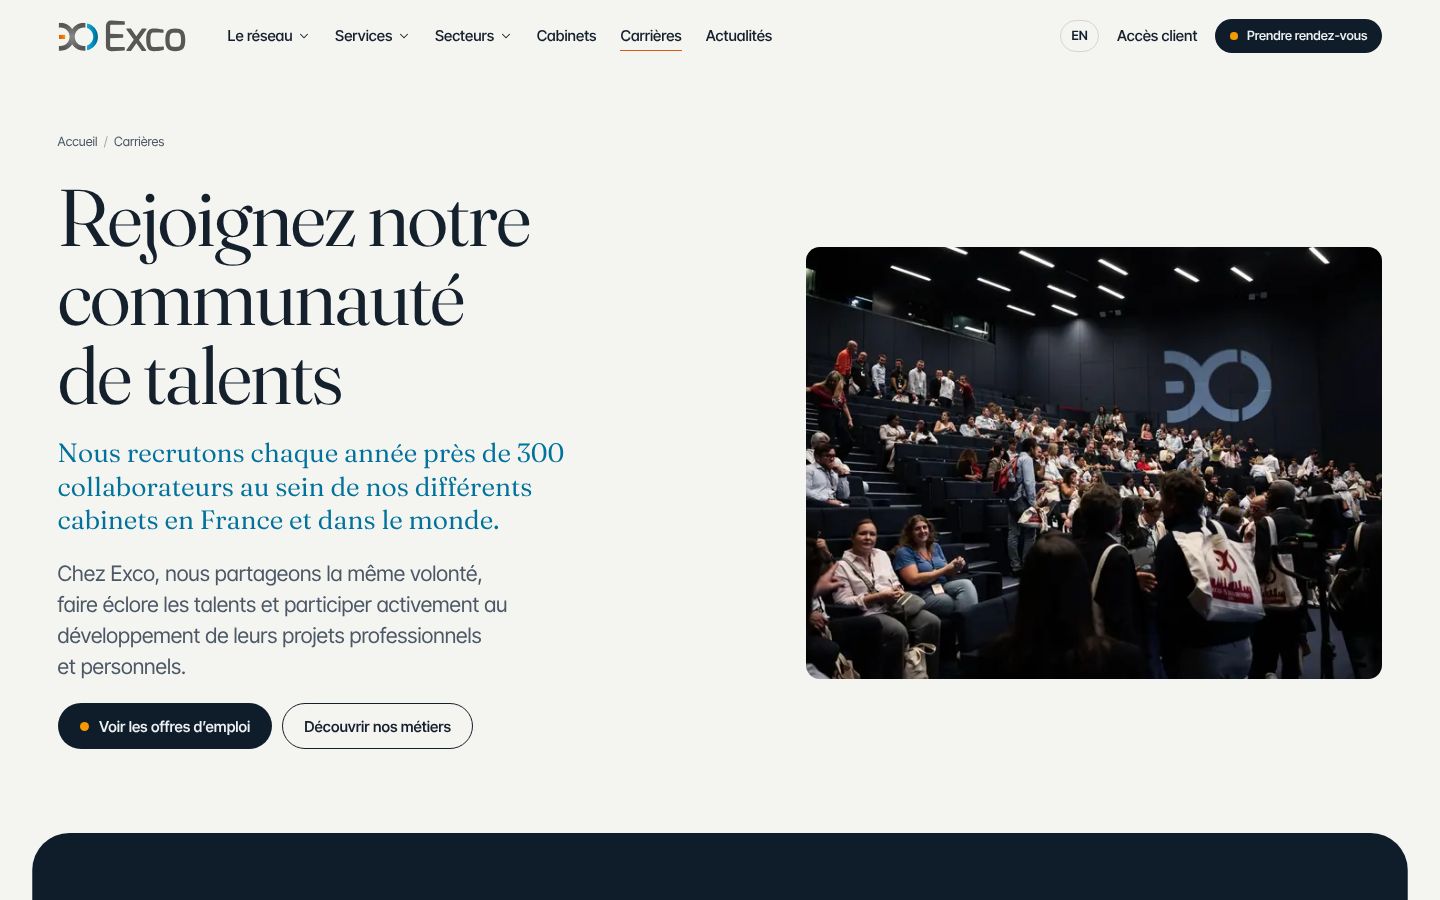 Exco
Le réseau
Services
Secteurs
Cabinets
Carrières
Actualités
EN
Accès client
Prendre rendez-vous
Accueil / Carrières
Rejoignez notre
communauté
de talents
Nous recrutons chaque année près de 300
collaborateurs au sein de nos différents
cabinets en France et dans le monde.
Chez Exco, nous partageons la même volonté,
faire éclore les talents et participer activement au
développement de leurs projets professionnels
et personnels.
Voir les offres d’emploi
Découvrir nos métiers